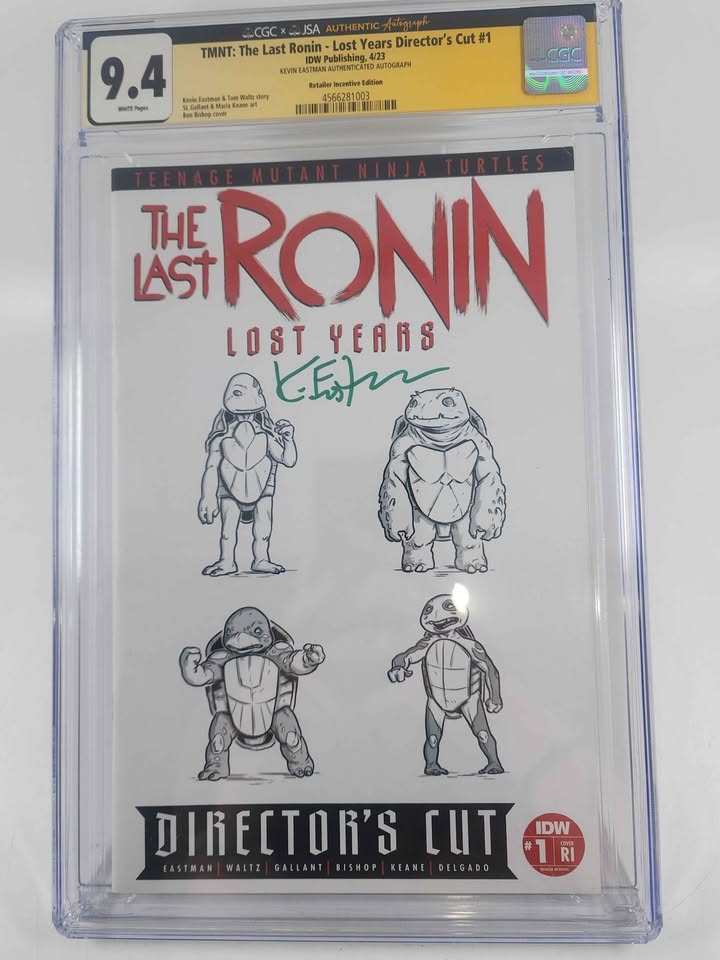 CGC × JSA AUTHENTIC Autograph
9.4
WHITE Pages
TMNT: The Last Ronin - Lost Years Director's Cut #1
IDW Publishing, 4/23
KEVIN EASTMAN AUTHENTICATED AUTOGRAPH
Retailer Incentive Edition
Kevin Eastman & Tom Waltz story
SL Gallant & Maria Keane art
Ben Bishop cover
4566281003
CGC
TEENAGE MUTANT NINJA TURTLES
THE LAST RONIN
LOST YEARS
K. Eastman
DIRECTOR'S CUT
EASTMAN | WALTZ | GALLANT | BISHOP | KEANE | DELGADO
IDW
#1 COVER RI